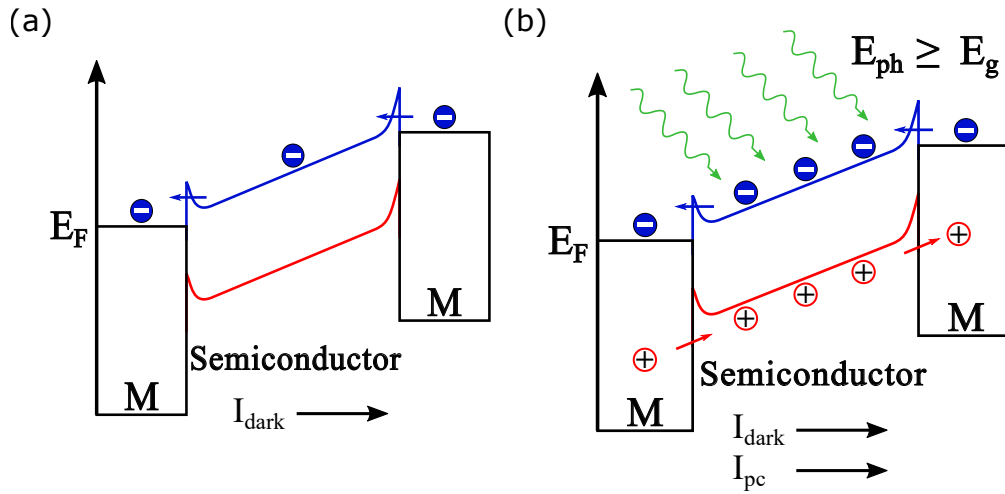 (a)
E_F
M
M
Semiconductor
I_dark
(b)
E_ph ≥ E_g
E_F
M
M
Semiconductor
I_dark
I_pc